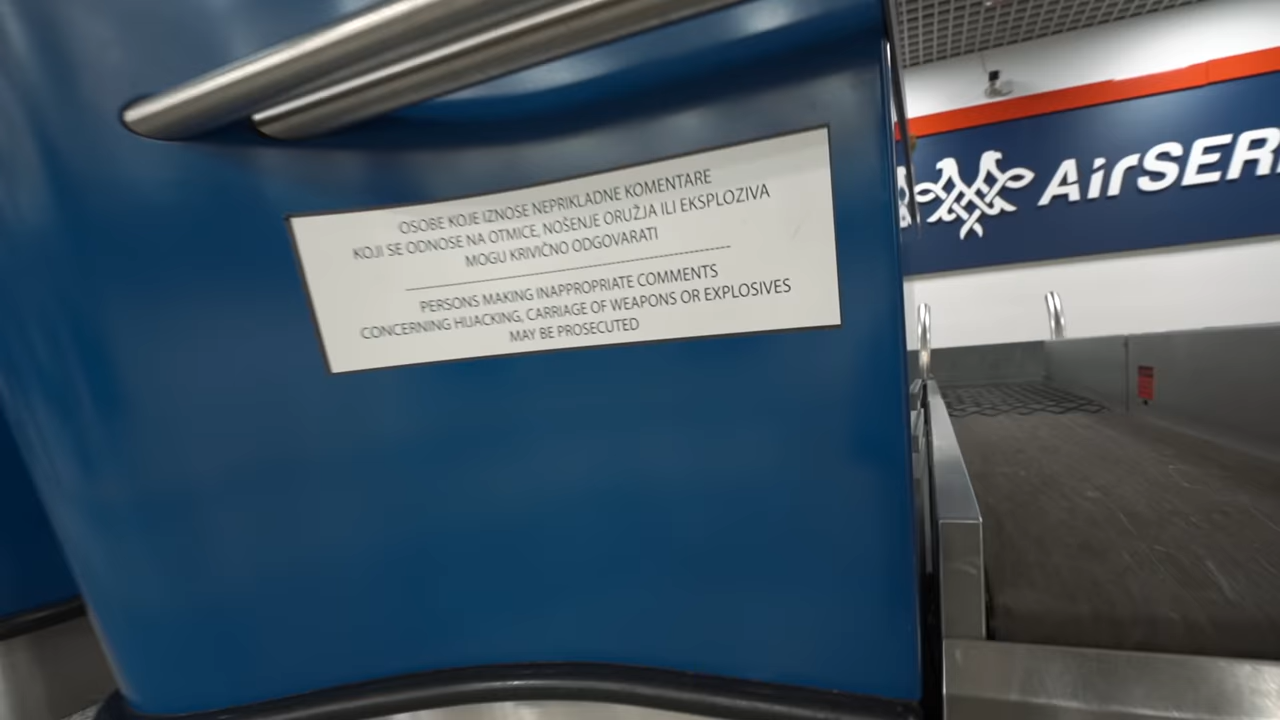 OSOBE KOJE IZNOSE NEPRIKLADNE KOMENTARE
KOJI SE ODNOSE NA OTMICE, NOŠENJE ORUŽJA ILI EKSPLOZIVA
MOGU KRIVIČNO ODGOVARATI
PERSONS MAKING INAPPROPRIATE COMMENTS
CONCERNING HIJACKING, CARRIAGE OF WEAPONS OR EXPLOSIVES
MAY BE PROSECUTED
AirSER